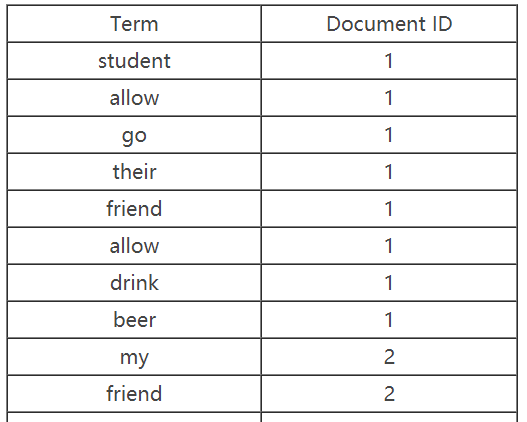 Term Document ID
student 1
allow 1
go 1
their 1
friend 1
allow 1
drink 1
beer 1
my 2
friend 2